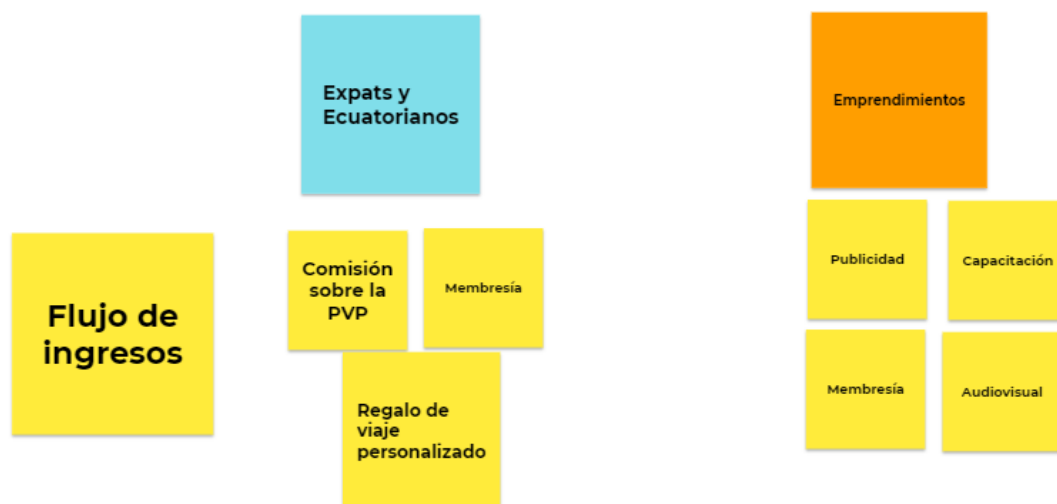 Expats y
Ecuatorianos
Emprendimientos
Flujo de
ingresos
Comisión
sobre la
PVP
Membresía
Regalo de
viaje
personalizado
Publicidad
Capacitación
Membresía
Audiovisual